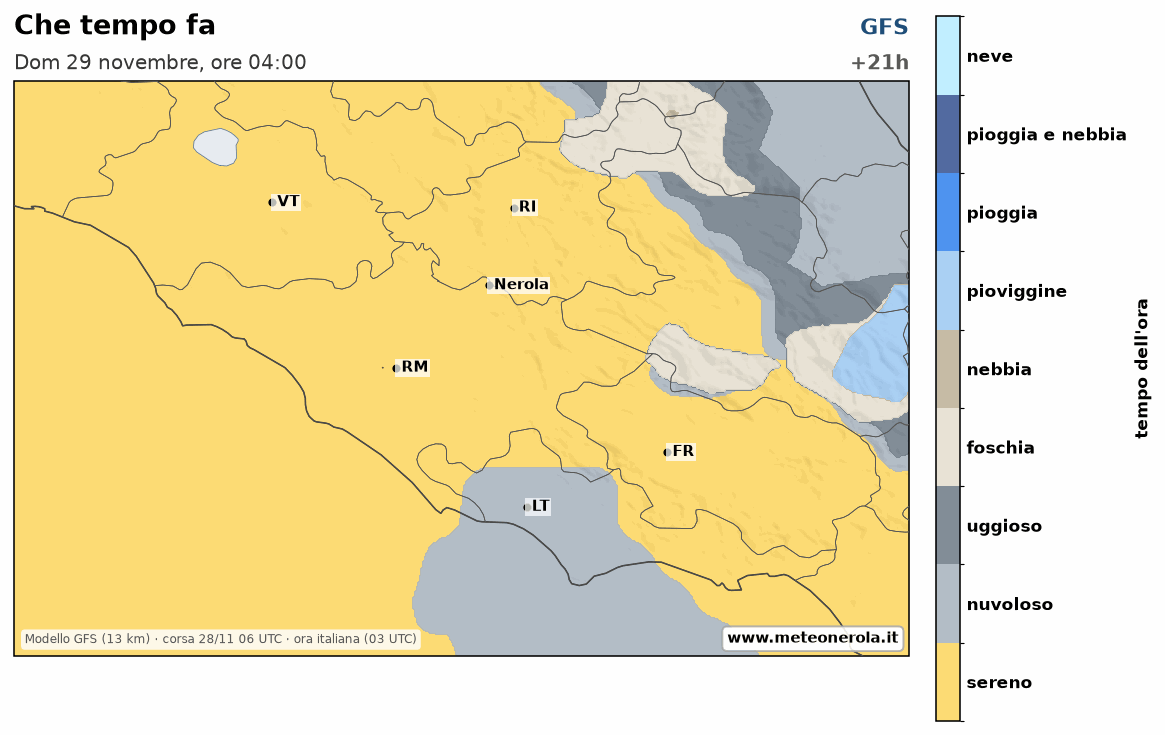 Che tempo fa
GFS
Dom 29 novembre, ore 04:00
+21h
VT
RI
Nerola
RM
FR
LT
Modello GFS (13 km) · corsa 28/11 06 UTC · ora italiana (03 UTC)
www.meteonerola.it
neve
pioggia e nebbia
pioggia
pioviggine
nebbia
foschia
uggioso
nuvoloso
sereno
tempo dell'ora